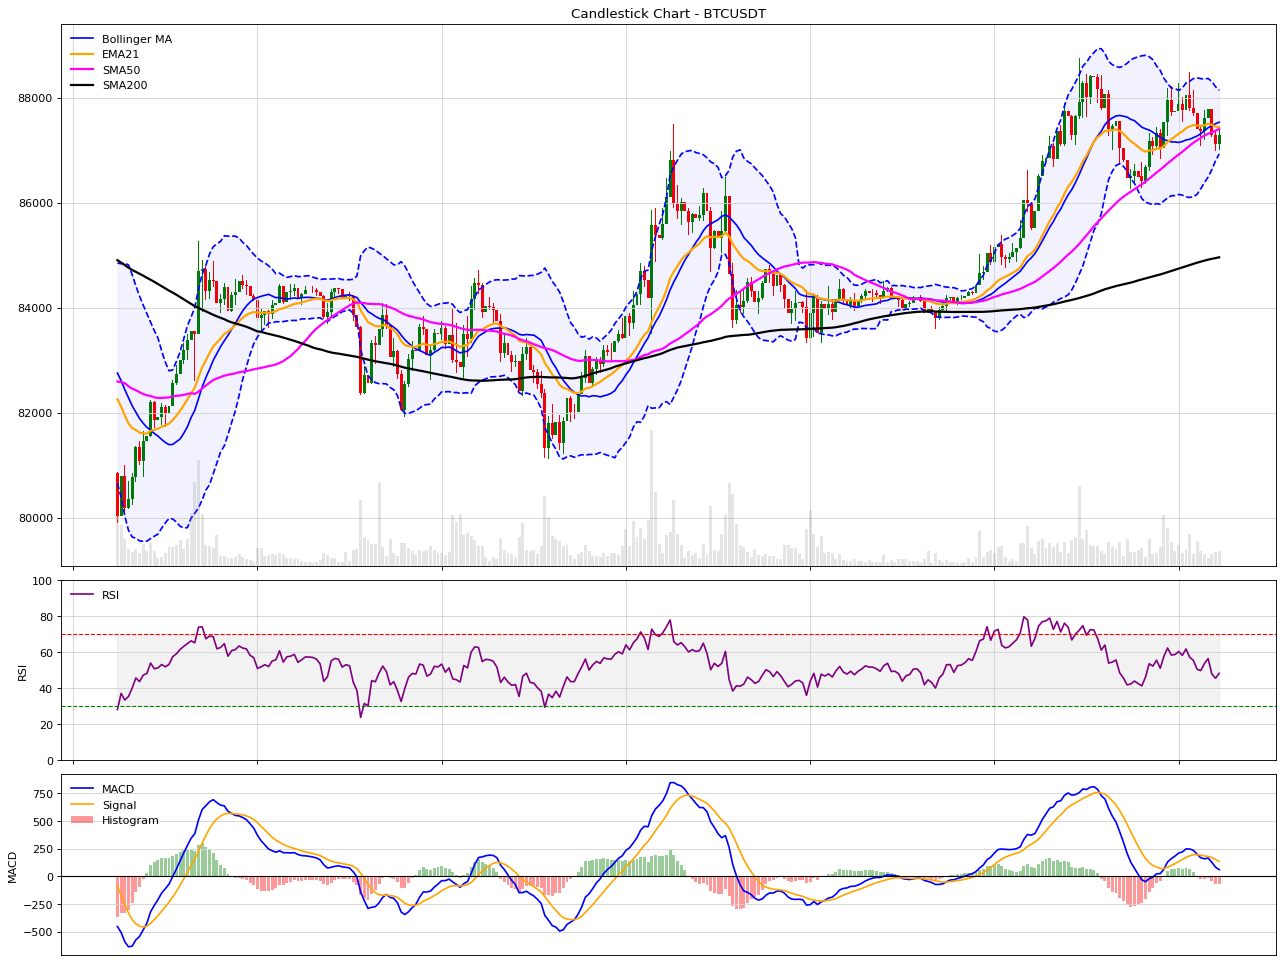 Candlestick Chart - BTCUSDT
Bollinger MA
EMA21
SMA50
SMA200
88000
86000
84000
82000
80000
RSI
100
80
60
40
20
0
RSI
MACD
Signal
Histogram
750
500
250
0
−250
−500
MACD